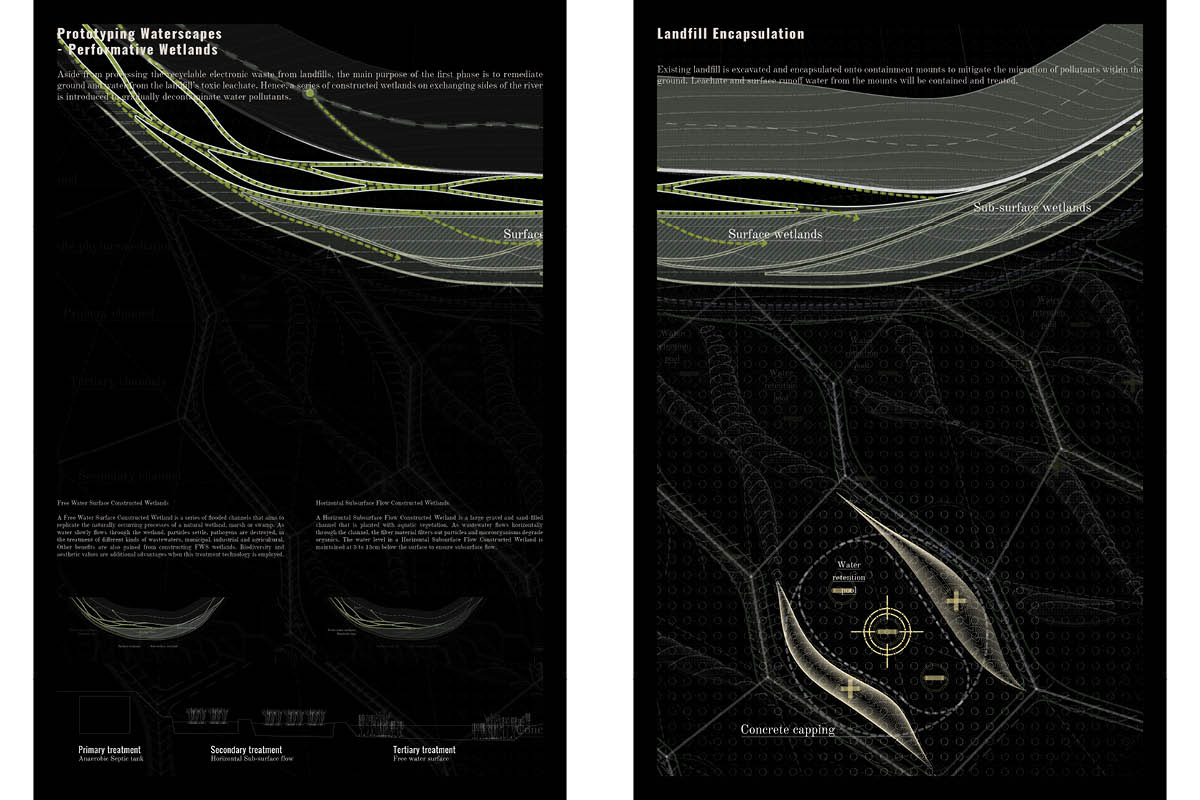 Prototyping Waterscapes
- Performative Wetlands
Aside from processing the recyclable electronic waste from landfills, the main purpose of the first phase is to remediate
ground and water from the landfill's toxic leachate. Hence, a series of constructed wetlands on exchanging sides of the river
is introduced to gradually decontaminate water pollutants.
Surface
Primary channel
Tertiary channels
Secondary channel
Free Water Surface Constructed Wetlands
A Free Water Surface Constructed Wetland is a series of flooded channels that aims to
replicate the naturally occurring processes of a natural wetland, marsh or swamp. As
water slowly flows through the wetland, particles settle, pathogens are destroyed, in
the treatment of different kinds of wastewaters, municipal, industrial and agricultural.
Other benefits are also gained from constructing FWS wetlands. Biodiversity and
aesthetic values are additional advantages when this treatment technology is employed.
Horizontal Subsurface Flow Constructed Wetlands
A Horizontal Subsurface Flow Constructed Wetland is a large gravel and sand-filled
channel that is planted with aquatic vegetation. As wastewater flows horizontally
through the channel, the filter material filters out particles and microorganisms degrade
organics. The water level in a Horizontal Subsurface Flow Constructed Wetland is
maintained at 5 to 15cm below the surface to ensure subsurface flow.
Primary treatment
Anaerobic Septic tank
Secondary treatment
Horizontal Sub-surface flow
Tertiary treatment
Free water surface
Conc
Landfill Encapsulation
Existing landfill is excavated and encapsulated onto containment mounts to mitigate the migration of pollutants within the
ground. Leachate and surface runoff water from the mounts will be contained and treated.
Sub-surface wetlands
Surface wetlands
Water
retention
pool
Water
retention
pool
Water
retention
pool
Water
retention
pool
Water
retention
pool
Concrete capping